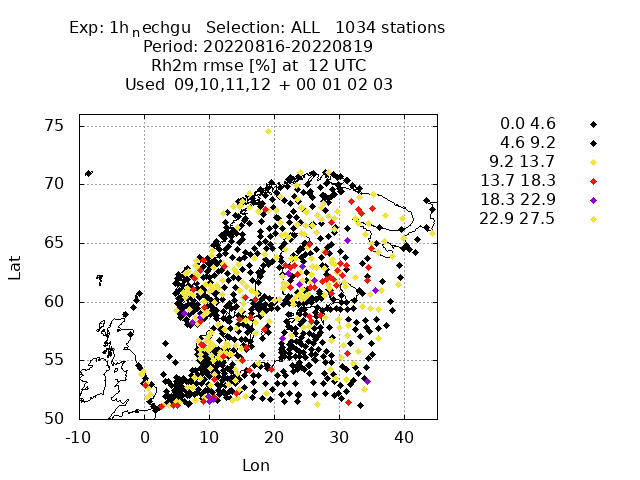 Exp: 1hnechgu Selection: ALL 1034 stations
Period: 20220816-20220819
Rh2m rmse [%] at 12 UTC
Used 09,10,11,12 + 00 01 02 03
0.0 4.6
4.6 9.2
9.2 13.7
13.7 18.3
18.3 22.9
22.9 27.5
75
70
65
60
55
50
Lat
-10 0 10 20 30 40
Lon